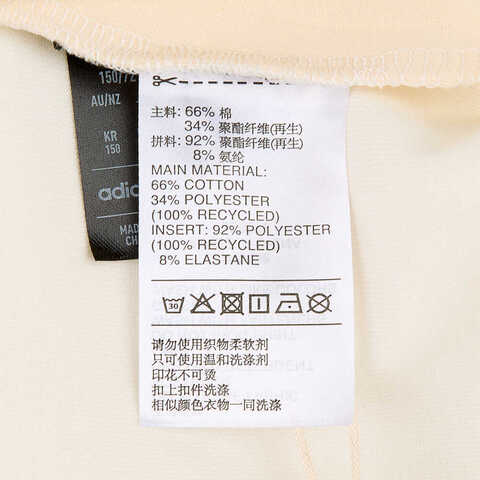 150/72
AU/NZ
KR
150
adid
MADE
CH
主料: 66% 棉
34% 聚酯纤维(再生)
拼料: 92% 聚酯纤维(再生)
8% 氨纶
MAIN MATERIAL:
66% COTTON
34% POLYESTER
(100% RECYCLED)
INSERT: 92% POLYESTER
(100% RECYCLED)
8% ELASTANE
30
请勿使用织物柔软剂
只可使用温和洗涤剂
印花不可烫
扣上扣件洗涤
相似颜色衣物一同洗涤